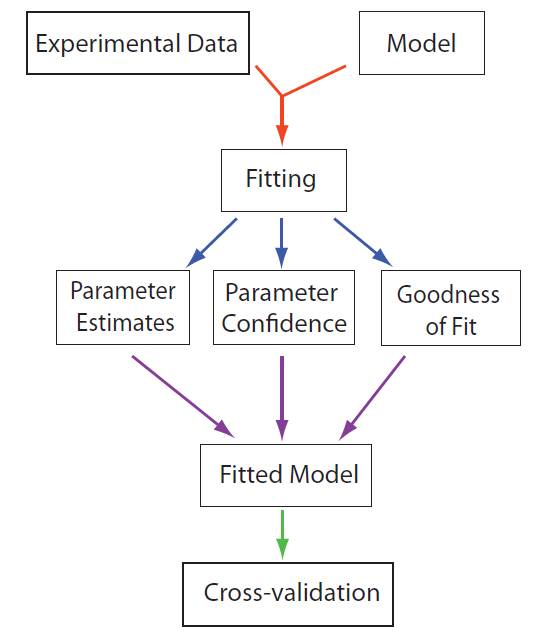 Experimental Data
Model
Fitting
Parameter
Estimates
Parameter
Confidence
Goodness
of Fit
Fitted Model
Cross-validation